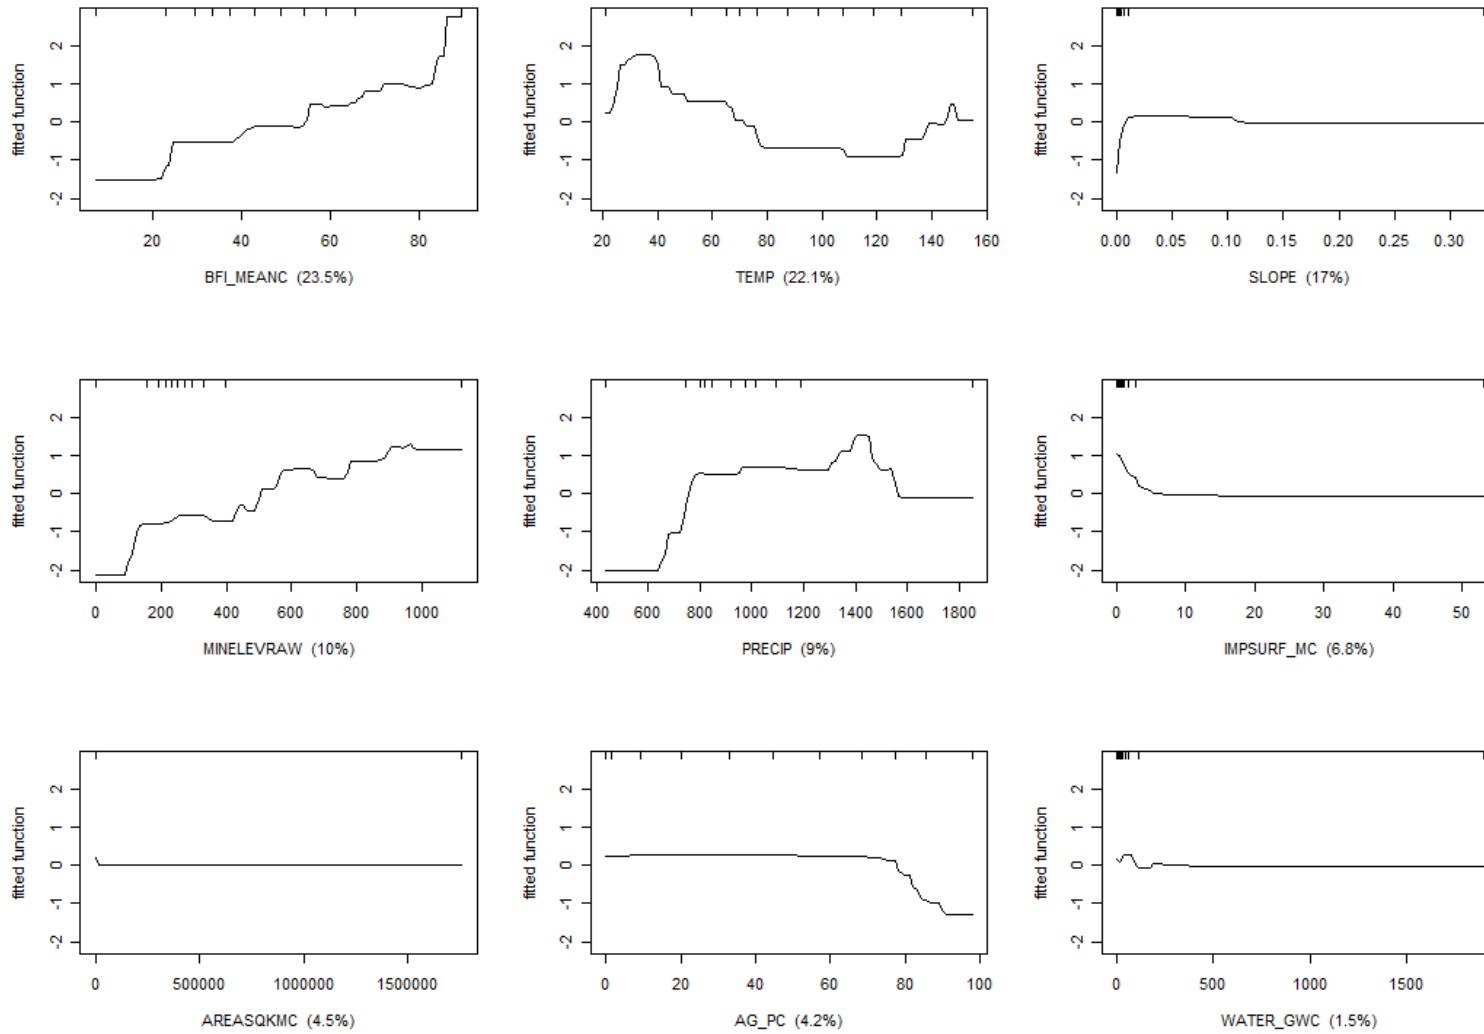 fitted function
2
1
0
-1
-2
20 40 60 80
BFI_MEANC (23.5%)
fitted function
2
1
0
-1
-2
20 40 60 80 100 120 140 160
TEMP (22.1%)
fitted function
2
1
0
-1
-2
0.00 0.05 0.10 0.15 0.20 0.25 0.30
SLOPE (17%)
fitted function
2
1
0
-1
-2
0 200 400 600 800 1000
MINELEVRAW (10%)
fitted function
2
1
0
-1
-2
400 600 800 1000 1200 1400 1600 1800
PRECIP (9%)
fitted function
2
1
0
-1
-2
0 10 20 30 40 50
IMPSURF_MC (6.8%)
fitted function
2
1
0
-1
-2
0 500000 1000000 1500000
AREASQKMC (4.5%)
fitted function
2
1
0
-1
-2
0 20 40 60 80 100
AG_PC (4.2%)
fitted function
2
1
0
-1
-2
0 500 1000 1500
WATER_GWC (1.5%)